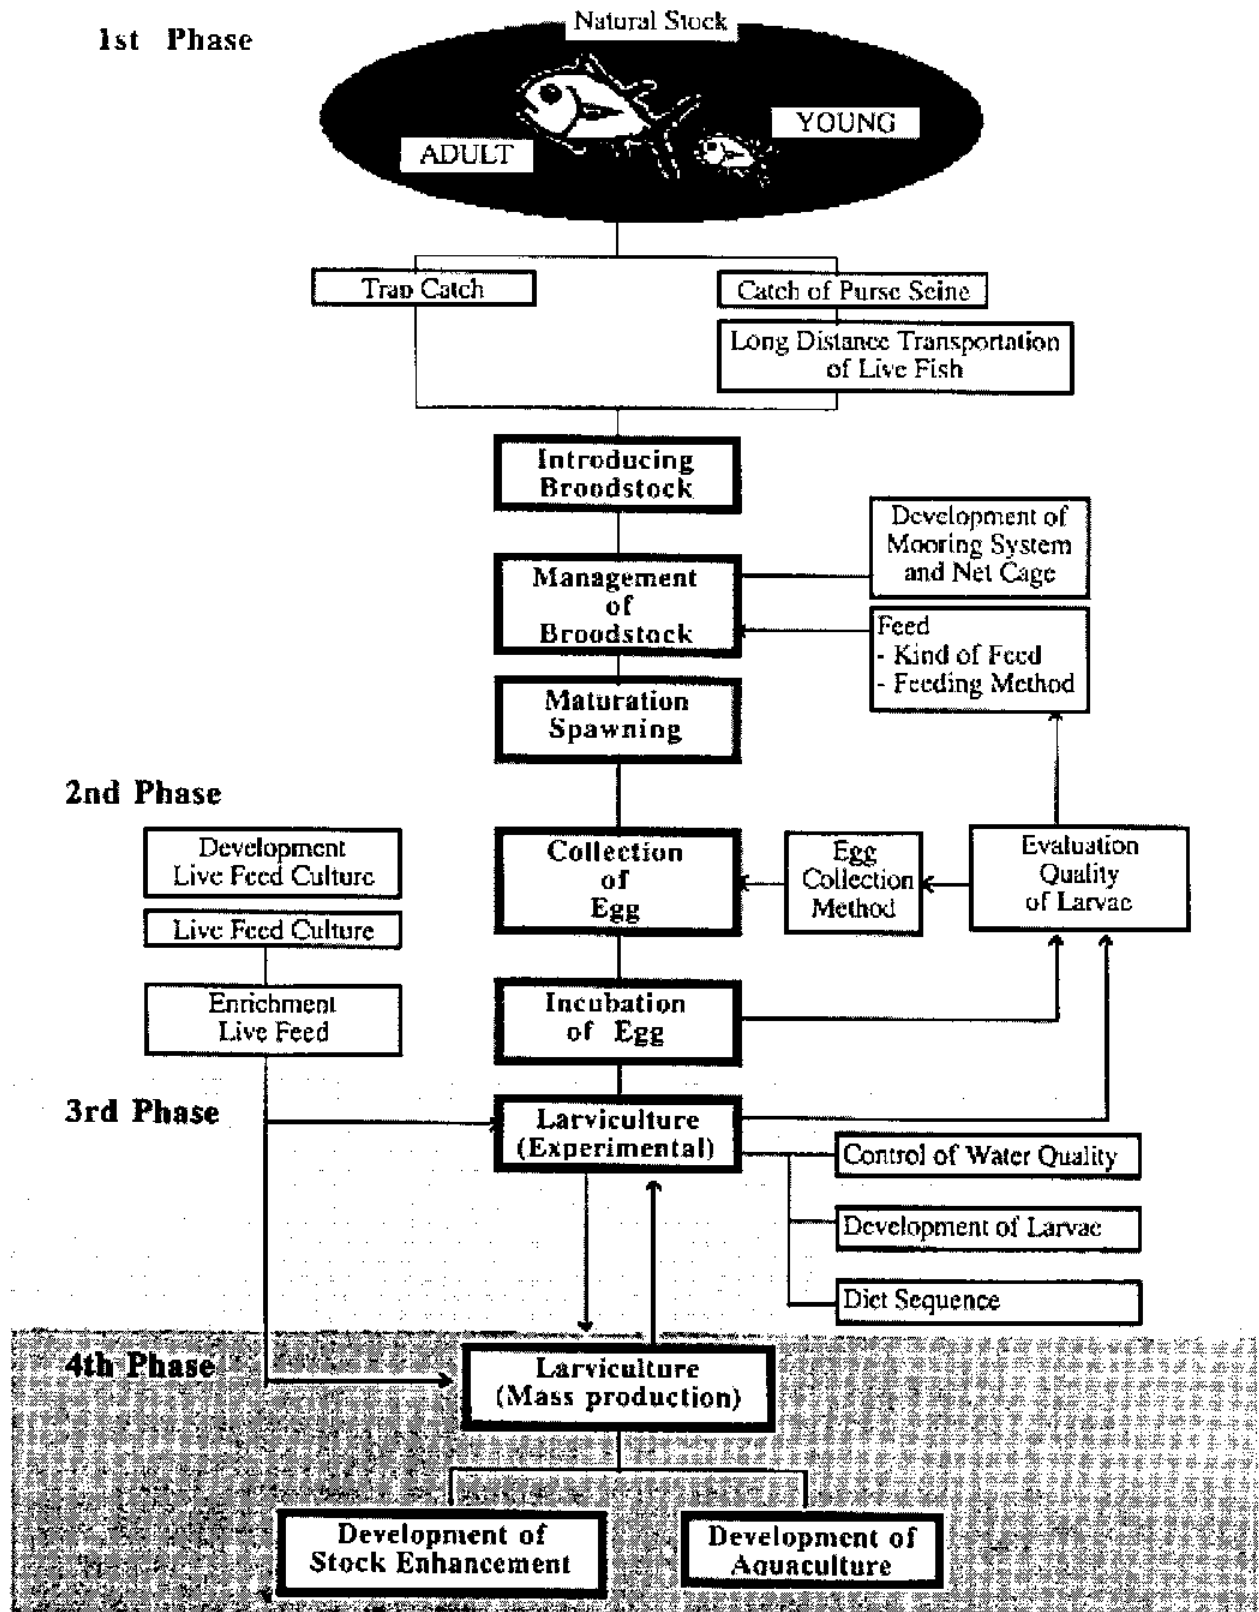 1st Phase
Natural Stock
YOUNG
ADULT
Trap Catch
Catch of Purse Seine
Long Distance Transportation
of Live Fish
Introducing
Broodstock
Development of
Mooring System
and Net Cage
Management
of
Broodstock
Feed
- Kind of Feed
- Feeding Method
Maturation
Spawning
2nd Phase
Development
Live Feed Culture
Collection
of
Egg
Egg
Collection
Method
Evaluation
Quality
of Larvae
Live Feed Culture
Enrichment
Live Feed
Incubation
of Egg
3rd Phase
Larviculture
(Experimental)
Control of Water Quality
Development of Larvae
Diet Sequence
4th Phase
Larviculture
(Mass production)
Development of
Stock Enhancement
Development of
Aquaculture